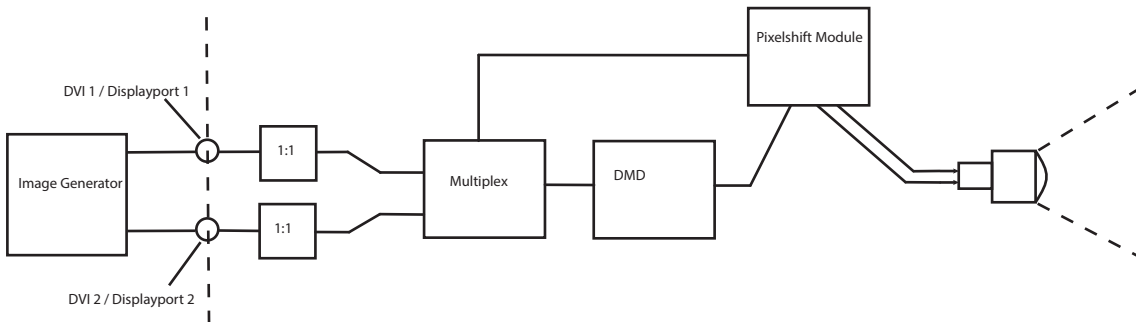 Pixelshift Module
DVI 1 / Displayport 1
1:1
Image Generator
Multiplex
DMD
1:1
DVI 2 / Displayport 2